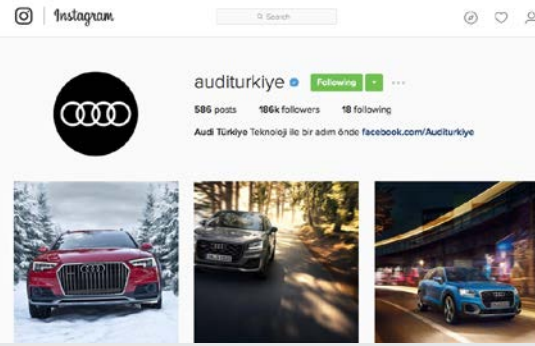 Instagram
Search
auditurkiye Following
586 posts 186k followers 18 following
Audi Türkiye Teknoloji ile bir adım önde facebook.com/Auditurkiye